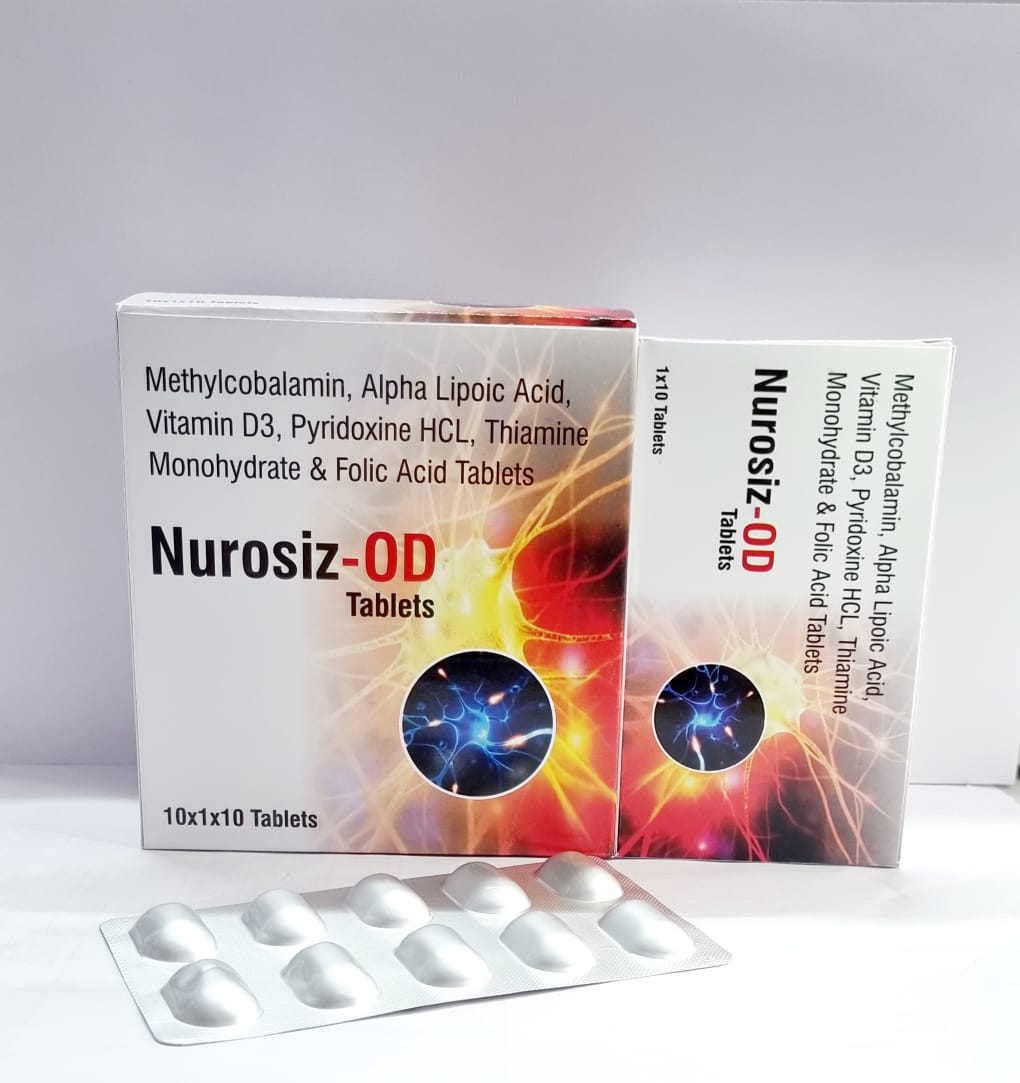 10x1x10 Tablets
Methylcobalamin, Alpha Lipoic Acid,
Vitamin D3, Pyridoxine HCL, Thiamine
Monohydrate & Folic Acid Tablets
Nurosiz-OD
Tablets
10x1x10 Tablets
Methylcobalamin, Alpha Lipoic Acid,
Vitamin D3, Pyridoxine HCL, Thiamine
Monohydrate & Folic Acid Tablets
Nurosiz-OD
Tablets
1x10 Tablets